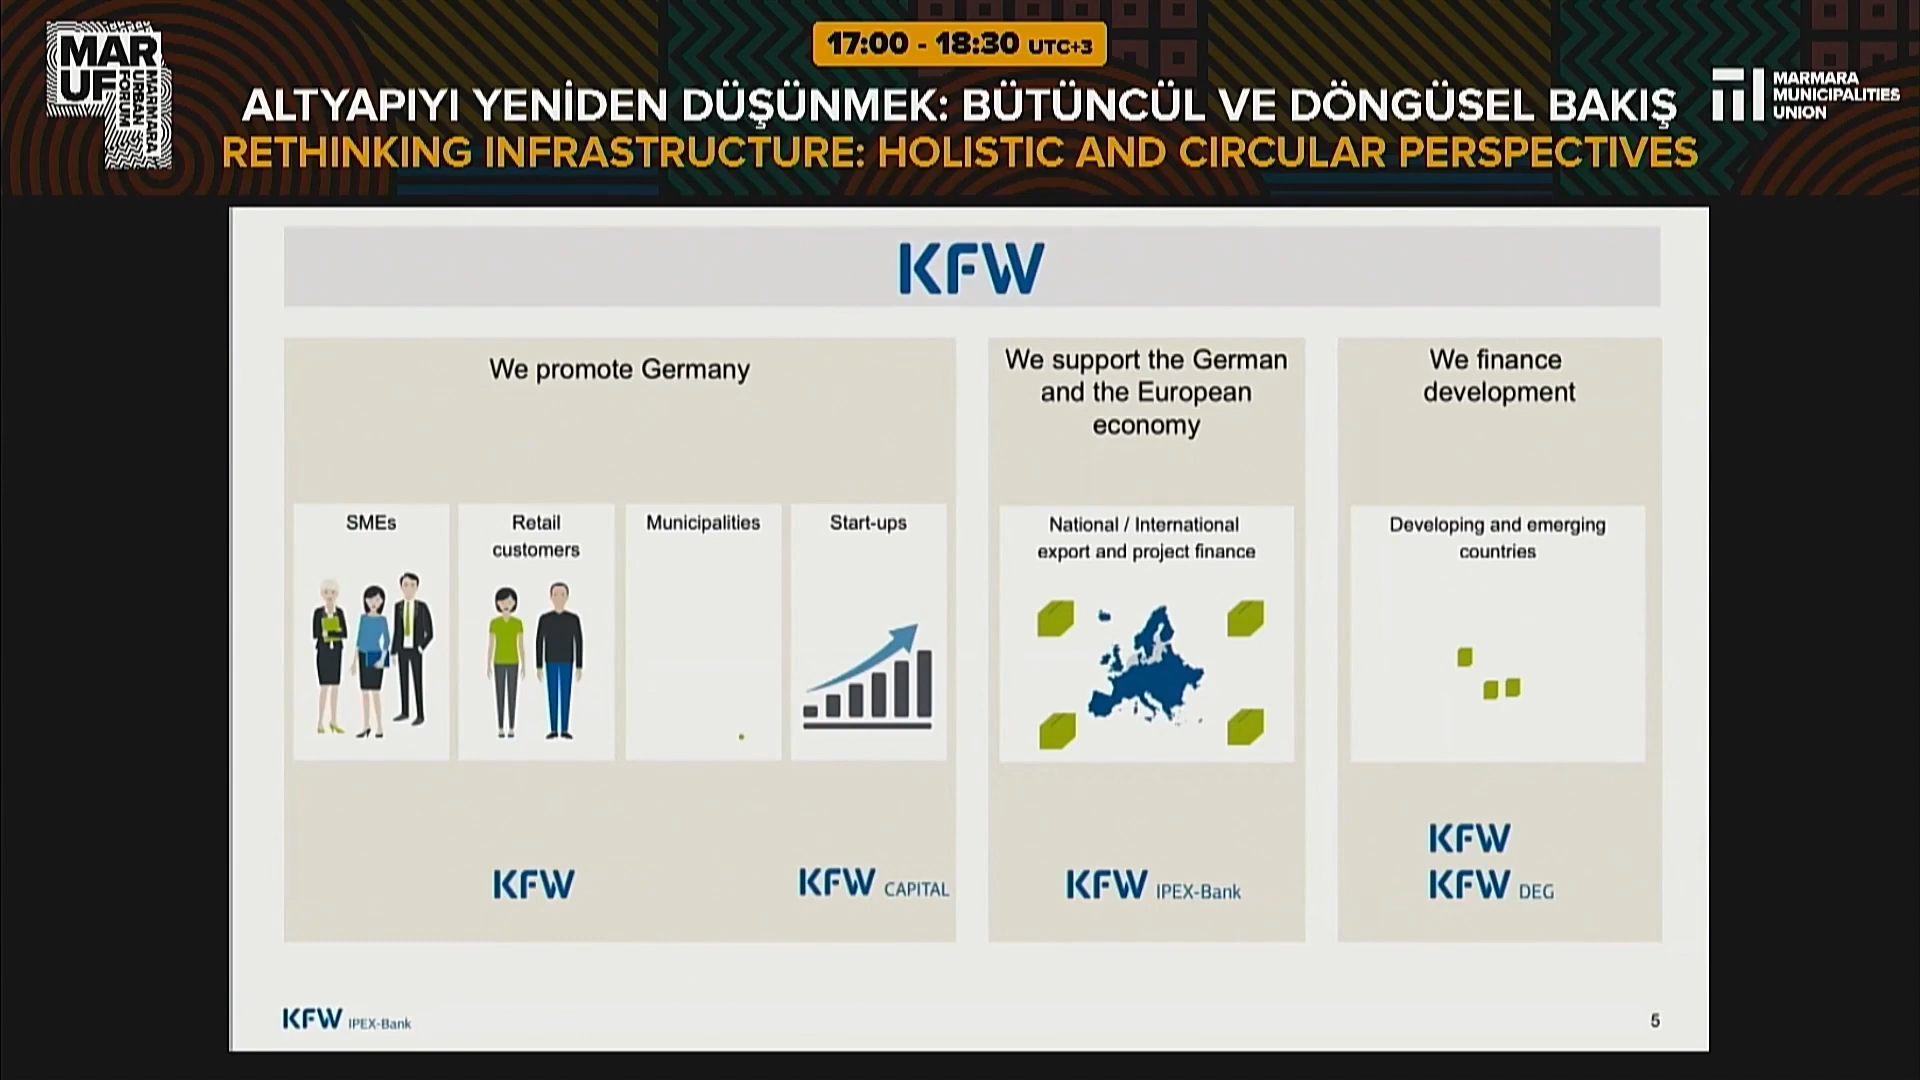 MAR
UF
MARMARA
URBAN
FORUM
17:00 - 18:30 UTC+3
ALTYAPIYI YENİDEN DÜŞÜNMEK: BÜTÜNCÜL VE DÖNGÜSEL BAKIŞ
RETHINKING INFRASTRUCTURE: HOLISTIC AND CIRCULAR PERSPECTIVES
MARMARA
MUNICIPALITIES
UNION
KFW
We promote Germany
SMEs
Retail
customers
Municipalities
Start-ups
KFW
KFW CAPITAL
We support the German
and the European
economy
National / International
export and project finance
KFW IPEX-Bank
We finance
development
Developing and emerging
countries
KFW
KFW DEG
KFW IPEX-Bank
5